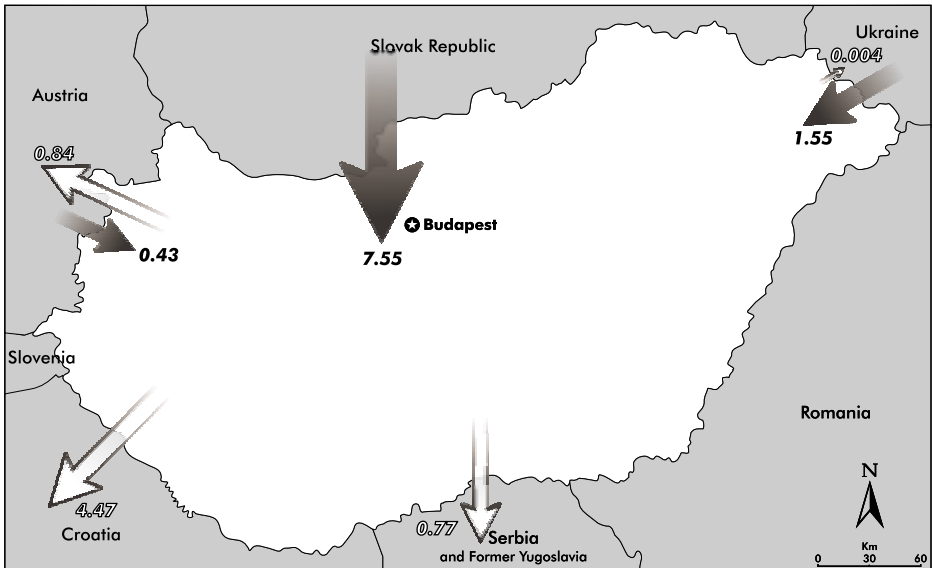 Ukraine
Slovak Republic
0.004
Austria
1.55
0.84
Budapest
0.43
7.55
Slovenia
Romania
N
4.47
0.77
Croatia
Serbia
and Former Yugoslavia
Km
0 30 60